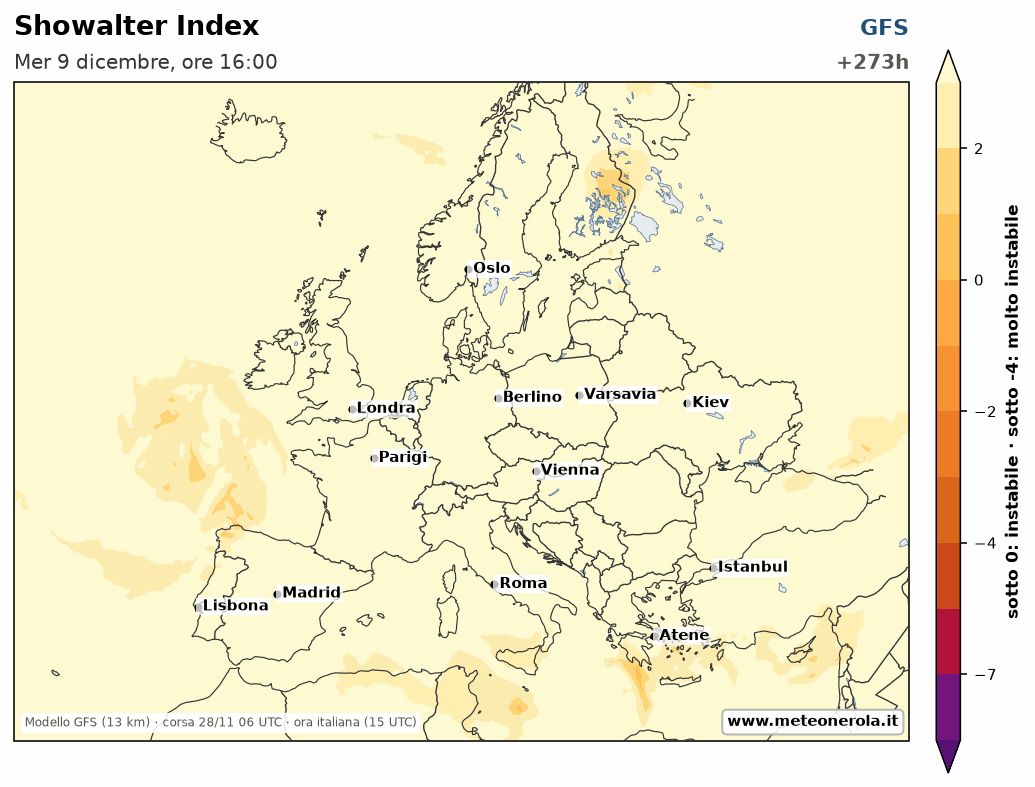 Showalter Index
GFS
Mer 9 dicembre, ore 16:00
+273h
Oslo
Londra
Berlino
Varsavia
Kiev
Parigi
Vienna
Istanbul
Roma
Madrid
Lisbona
Atene
Modello GFS (13 km) · corsa 28/11 06 UTC · ora italiana (15 UTC)
www.meteonerola.it
2
0
−2
−4
−7
sotto 0: instabile · sotto -4: molto instabile